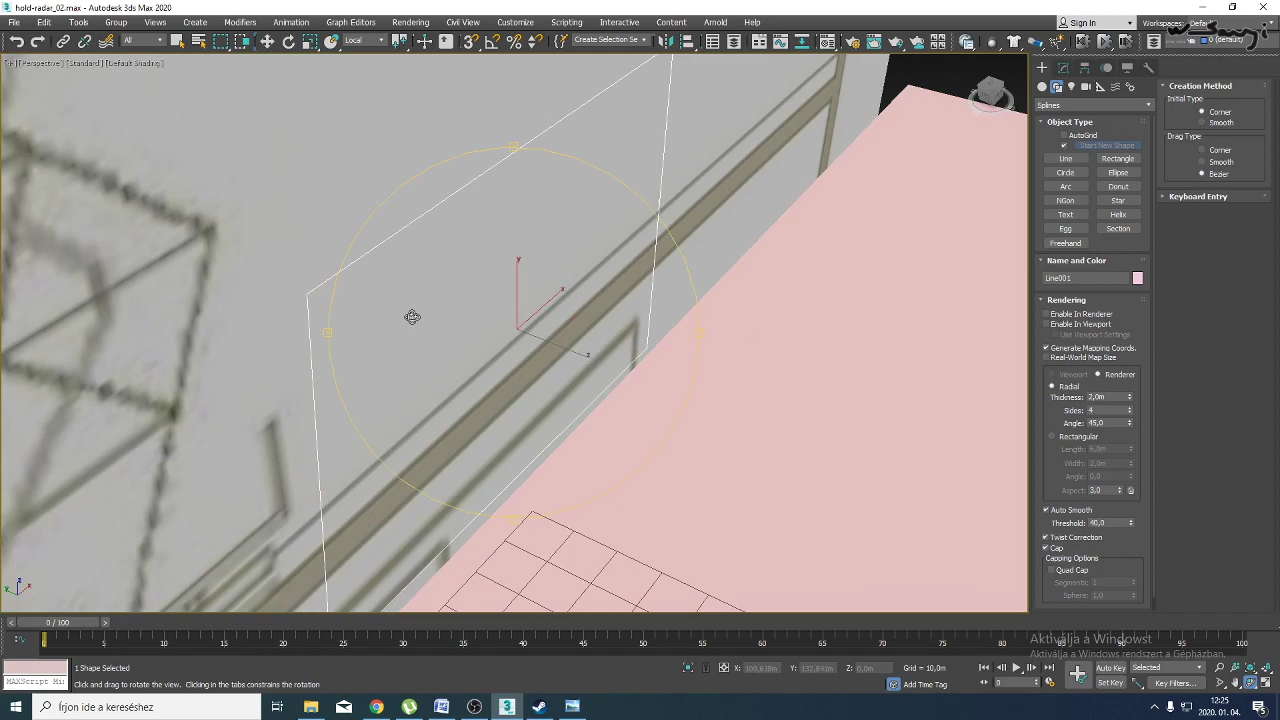 hold-radar_02.max - Autodesk 3ds Max 2020
File Edit Tools Group Views Create Modifiers Animation Graph Editors Rendering Civil View Customize Scripting Interactive Content Arnold Help
Sign In Workspaces:
All Local Create Selection Se
[Perspective] [Standard] [Default Shading]
Splines
Object Type
AutoGrid
Start New Shape
Line Rectangle
Circle Ellipse
Arc Donut
NGon Star
Text Helix
Egg Section
Freehand
Name and Color
Line001
Rendering
Enable In Renderer
Enable In Viewport
Use Viewport Settings
Generate Mapping Coords.
Real-World Map Size
Viewport Renderer
Radial
Thickness: 2,0m
Sides: 4
Angle: 45,0
Rectangular
Length: 6,0m
Width: 2,0m
Angle: 0,0
Aspect: 3,0
Auto Smooth
Threshold: 40,0
Twist Correction
Cap
Capping Options
Quad Cap
Segments: 1
Sphere: 1,0
Creation Method
Initial Type
Corner
Smooth
Drag Type
Corner
Smooth
Bezier
Keyboard Entry
y
x
z
z
y x
0 / 100
0 5 10 15 20 25 30 35 40 45 50 55 60 65 70 75 80 85 90 95 100
Aktiválja a Windowst
Aktiválja a Windows rendszert a Gépházban.
1 Shape Selected
X: 109,618m Y: 132,841m Z: 0,0m Grid = 10,0m
Auto Key Selected
MAXScript Mi
Click and drag to rotate the view. Clicking in the tabs constrains the rotation
Add Time Tag
0
Set Key Key Filters...
Írjon ide a kereséshez
12:25
2020. 01. 04.